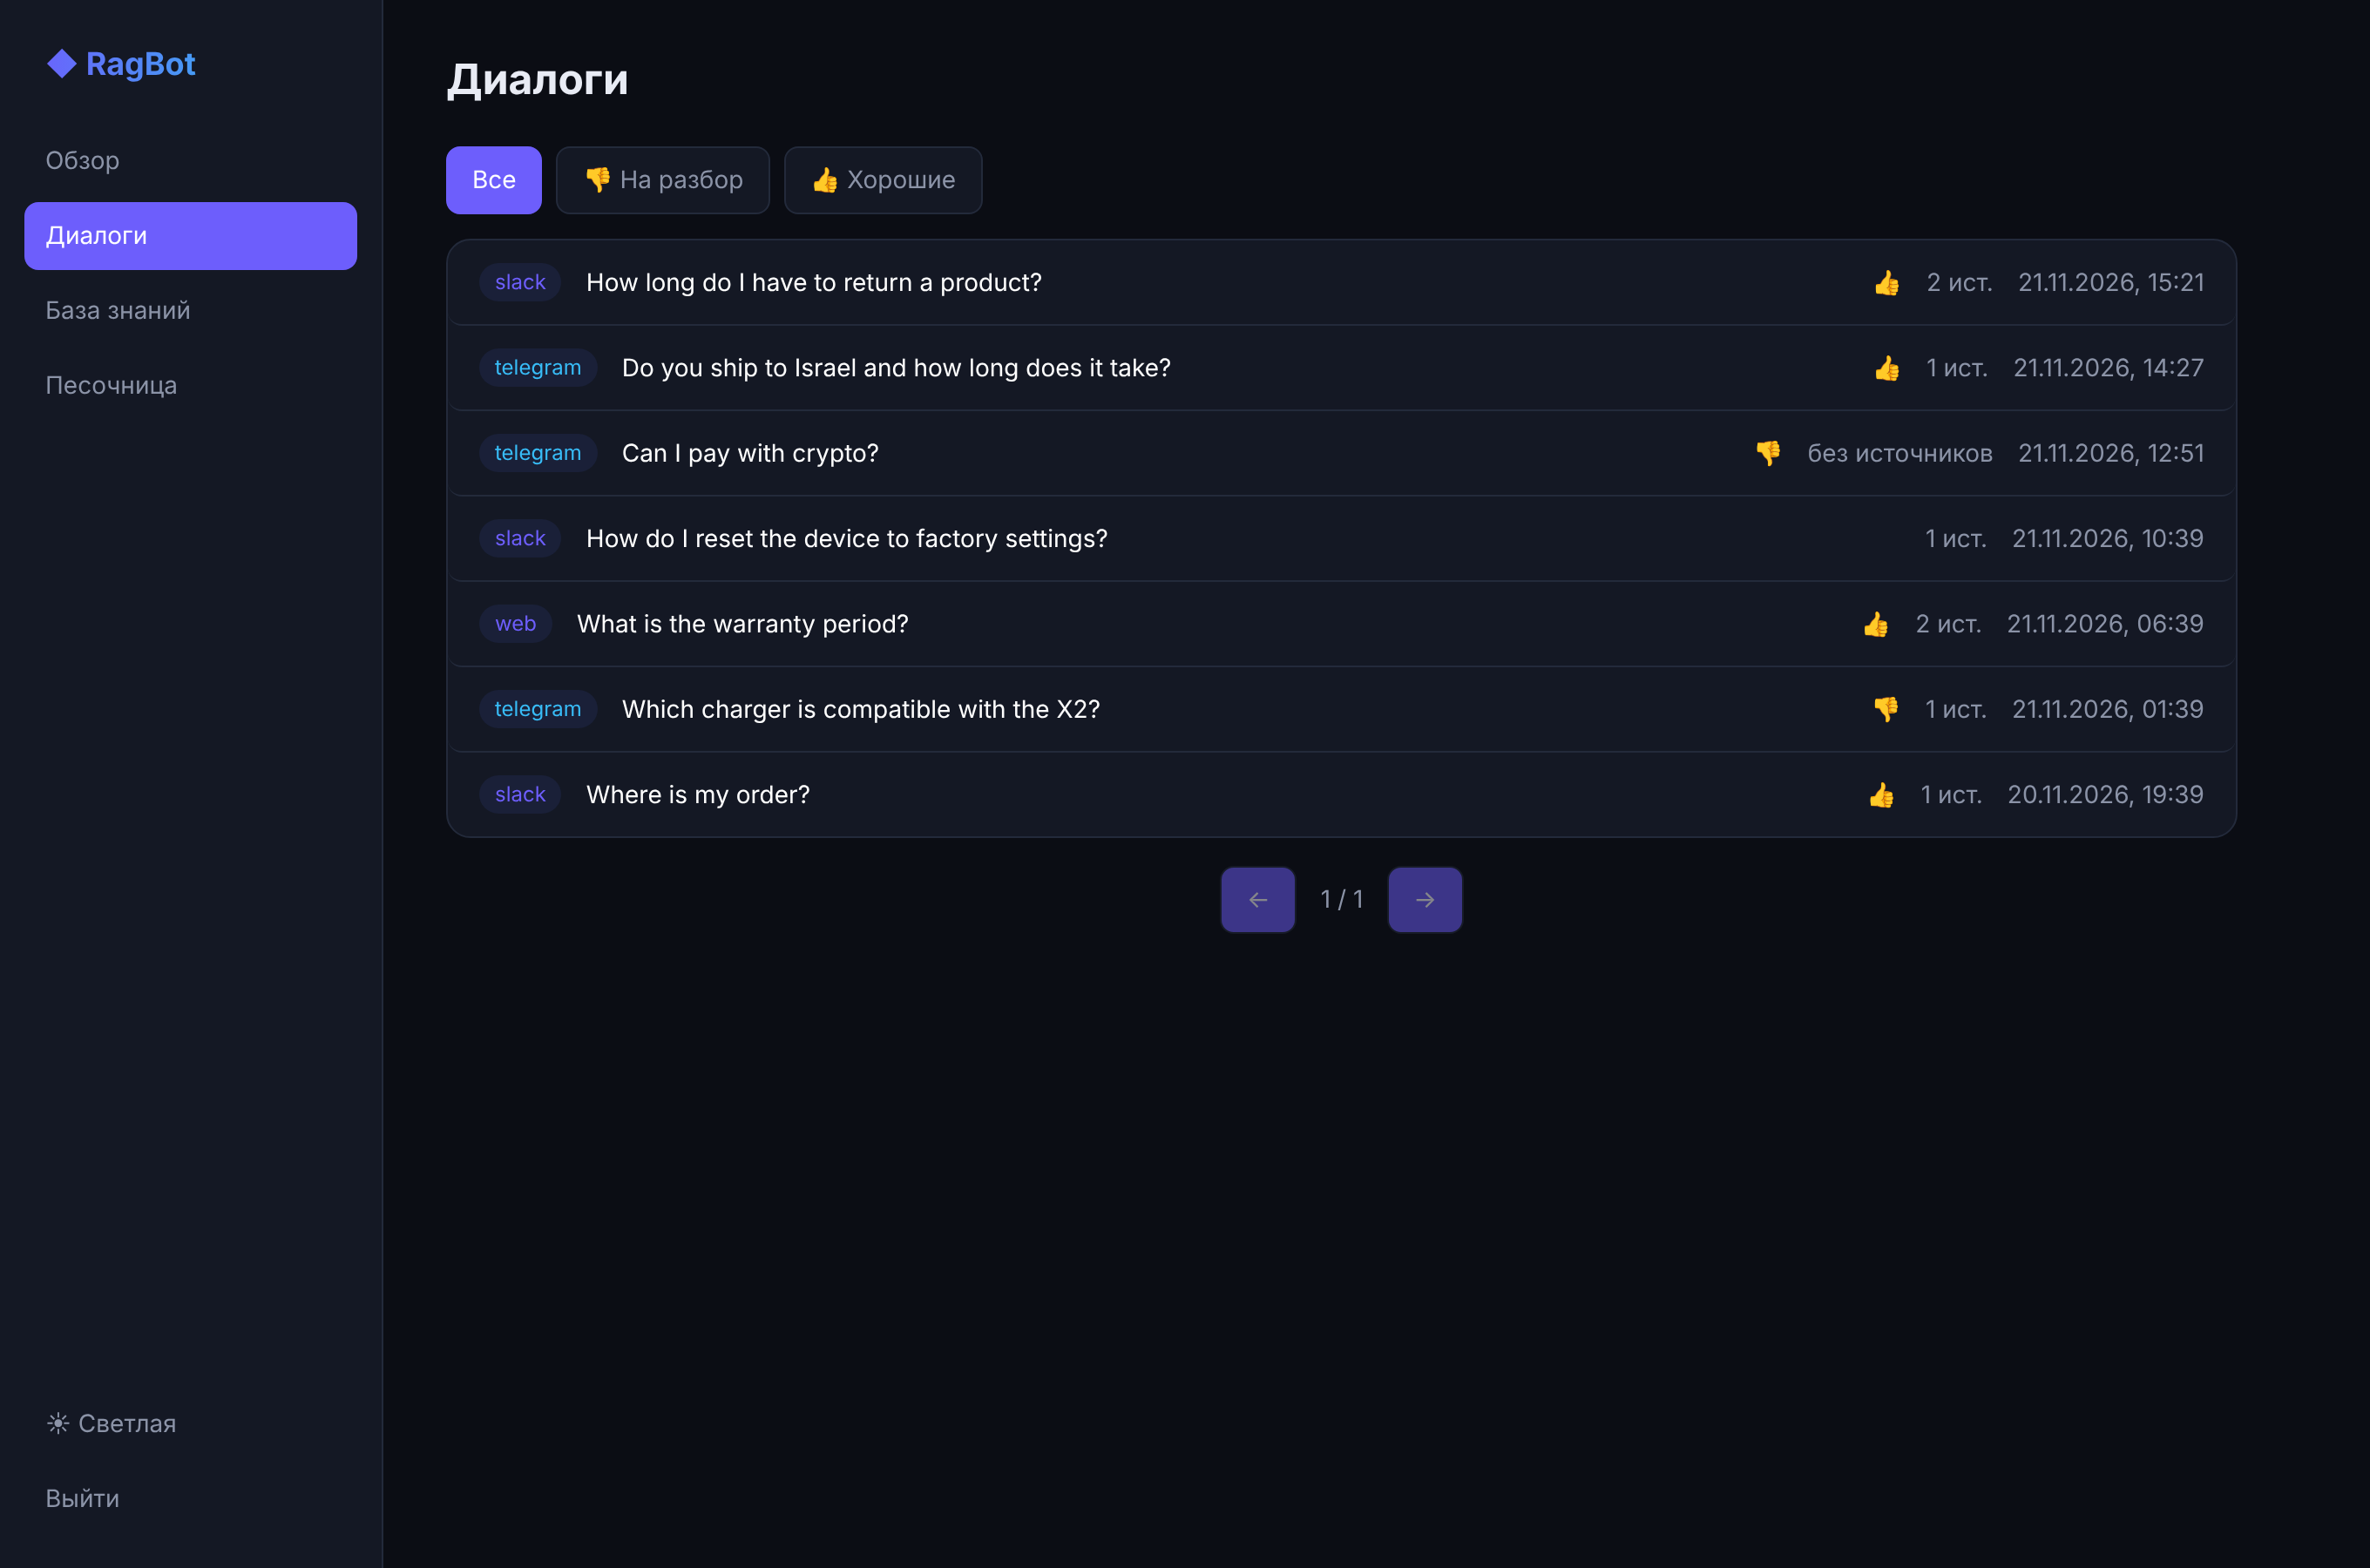 ◆ RagBot
Обзор
Диалоги
База знаний
Песочница
☀ Светлая
Выйти
Диалоги
Все
👎 На разбор
👍 Хорошие
slack How long do I have to return a product? 👍 2 ист. 21.11.2026, 15:21
telegram Do you ship to Israel and how long does it take? 👍 1 ист. 21.11.2026, 14:27
telegram Can I pay with crypto? 👎 без источников 21.11.2026, 12:51
slack How do I reset the device to factory settings? 1 ист. 21.11.2026, 10:39
web What is the warranty period? 👍 2 ист. 21.11.2026, 06:39
telegram Which charger is compatible with the X2? 👎 1 ист. 21.11.2026, 01:39
slack Where is my order? 👍 1 ист. 20.11.2026, 19:39
← 1 / 1 →